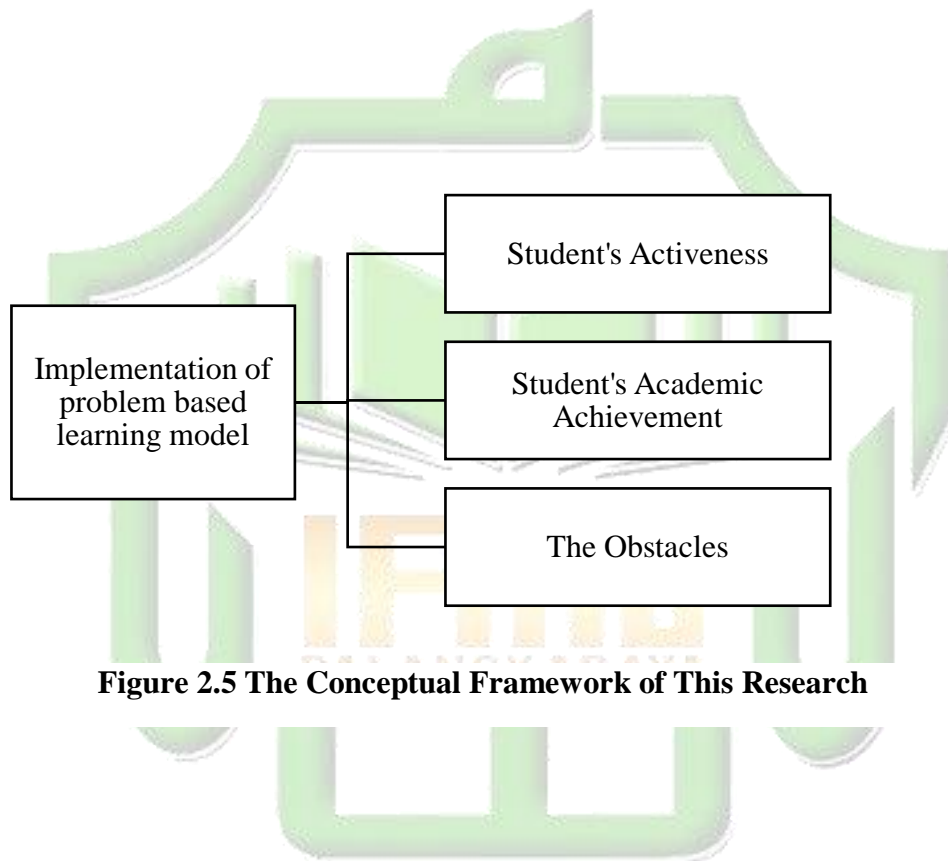 Student's Activeness
Implementation of
problem based
learning model
Student's Academic
Achievement
The Obstacles
Figure 2.5 The Conceptual Framework of This Research